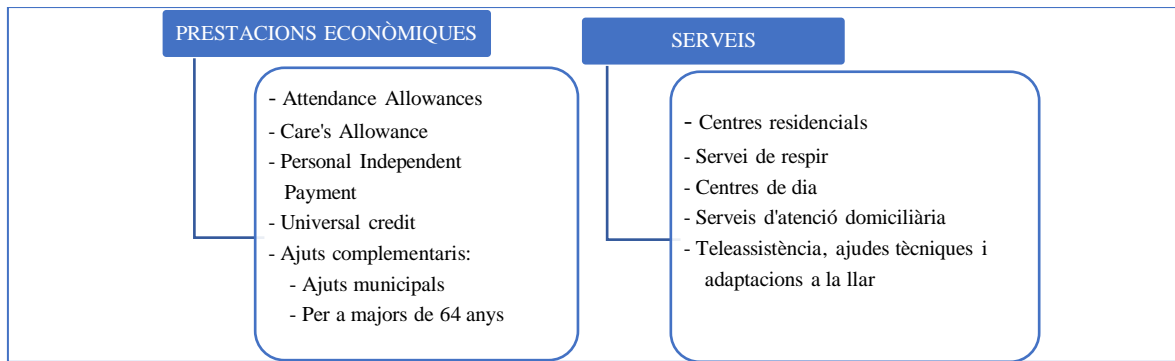 PRESTACIONS ECONÒMIQUES
- Attendance Allowances
- Care's Allowance
- Personal Independent
Payment
- Universal credit
- Ajuts complementaris:
- Ajuts municipals
- Per a majors de 64 anys
SERVEIS
- Centres residencials
- Servei de respir
- Centres de dia
- Serveis d'atenció domiciliària
- Teleassistència, ajudes tècniques i
adaptacions a la llar